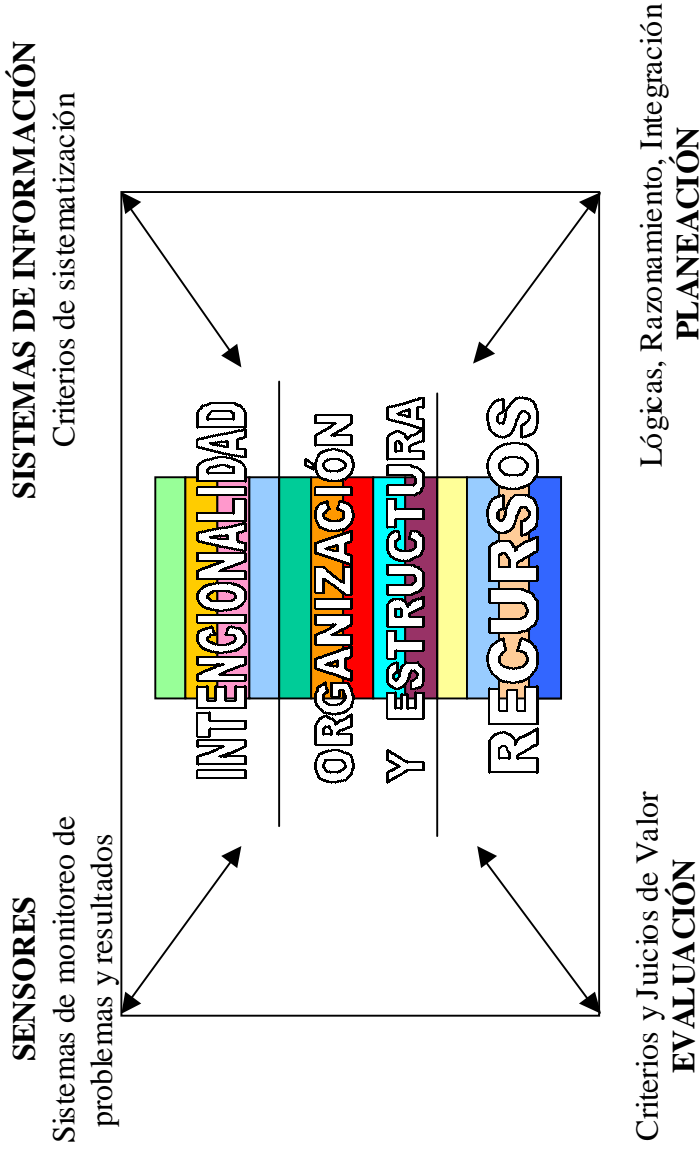 SENSORES
Sistemas de monitoreo de
problemas y resultados
SISTEMAS DE INFORMACIÓN
Criterios de sistematización
INTENCIONALIDAD
ORGANIZACIÓN
Y ESTRUCTURA
RECURSOS
Criterios y Juicios de Valor
EVALUACIÓN
Lógicas, Razonamiento, Integración
PLANEACIÓN